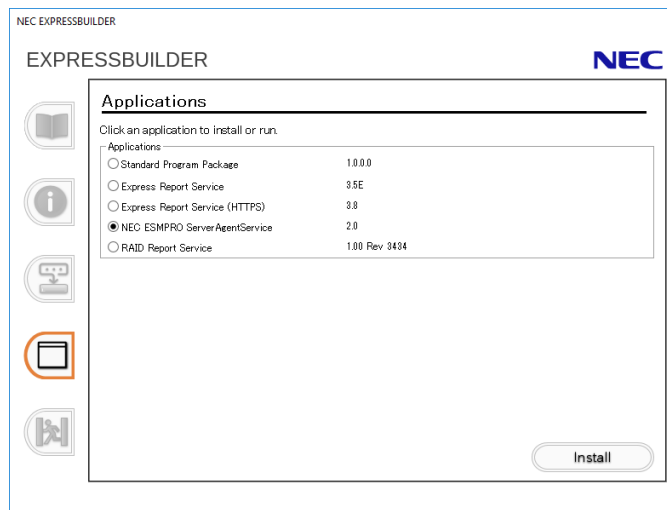 NEC EXPRESSBUILDER
EXPRESSBUILDER NEC
Applications
Click an application to install or run.
Applications
Standard Program Package 1.0.0.0
Express Report Service 3.5E
Express Report Service (HTTPS) 3.8
NEC ESMPRO ServerAgentService 2.0
RAID Report Service 1.00 Rev 3434
Install